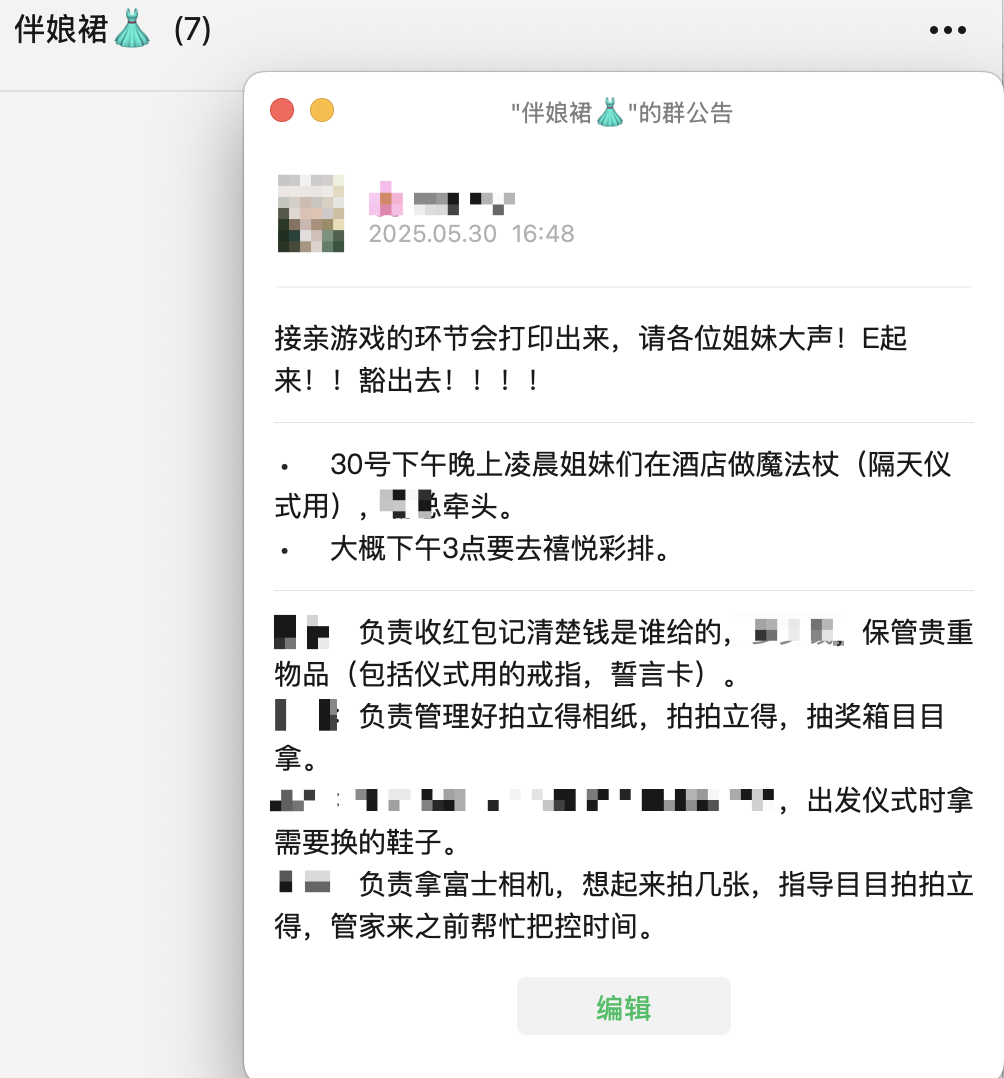 伴娘裙👗 (7)
"伴娘裙👗"的群公告
2025.05.30 16:48
接亲游戏的环节会打印出来，请各位姐妹大声！E起
来！！豁出去！！！！
• 30号下午晚上凌晨姐妹们在酒店做魔法杖（隔天仪
式用），牵头。
• 大概下午3点要去禧悦彩排。
负责收红包记清楚钱是谁给的，保管贵重
物品（包括仪式用的戒指，誓言卡）。
负责管理好拍立得相纸，拍拍立得，抽奖箱目目
拿。
，出发仪式时拿
需要换的鞋子。
负责拿富士相机，想起来拍几张，指导目目拍拍立
得，管家来之前帮忙把控时间。
编辑